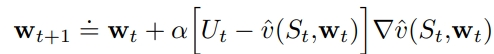 w_{t+1} ≐ w_t + α[U_t − v̂(S_t,w_t)]∇v̂(S_t,w_t)